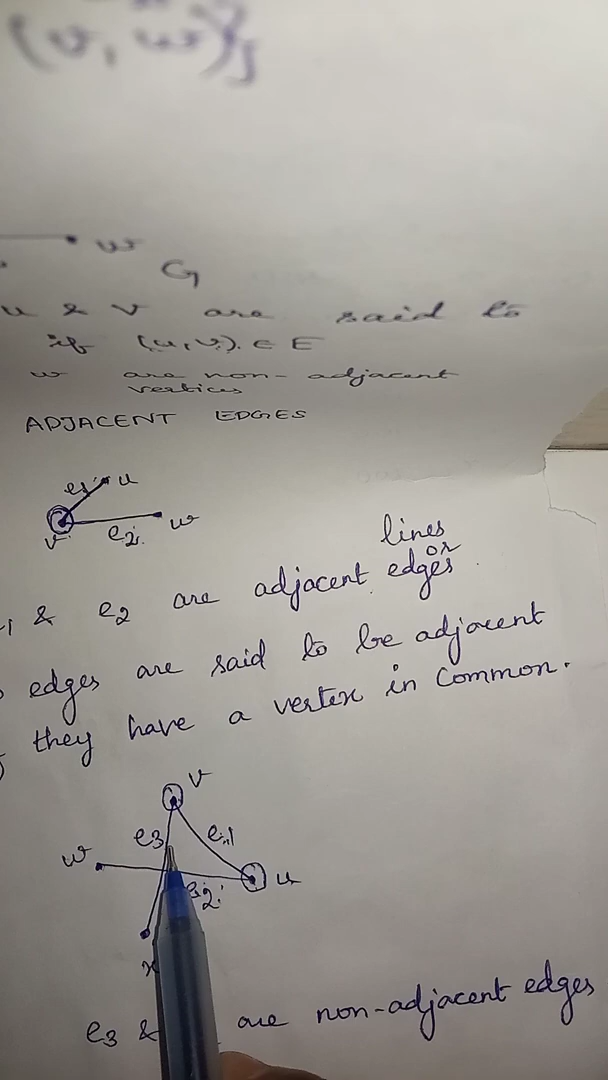 (v, w)}
w
G
u & v are said to
if (u,v) ∈ E
w are non-adjacent
vertices
ADJACENT EDGES
e1 u
v e2 w
lines
or
1 & e2 are adjacent edges.
edges are said to be adjacent
they have a vertex in common.
v
e3 e1
w u
e2
x
e3 & are non-adjacent edges